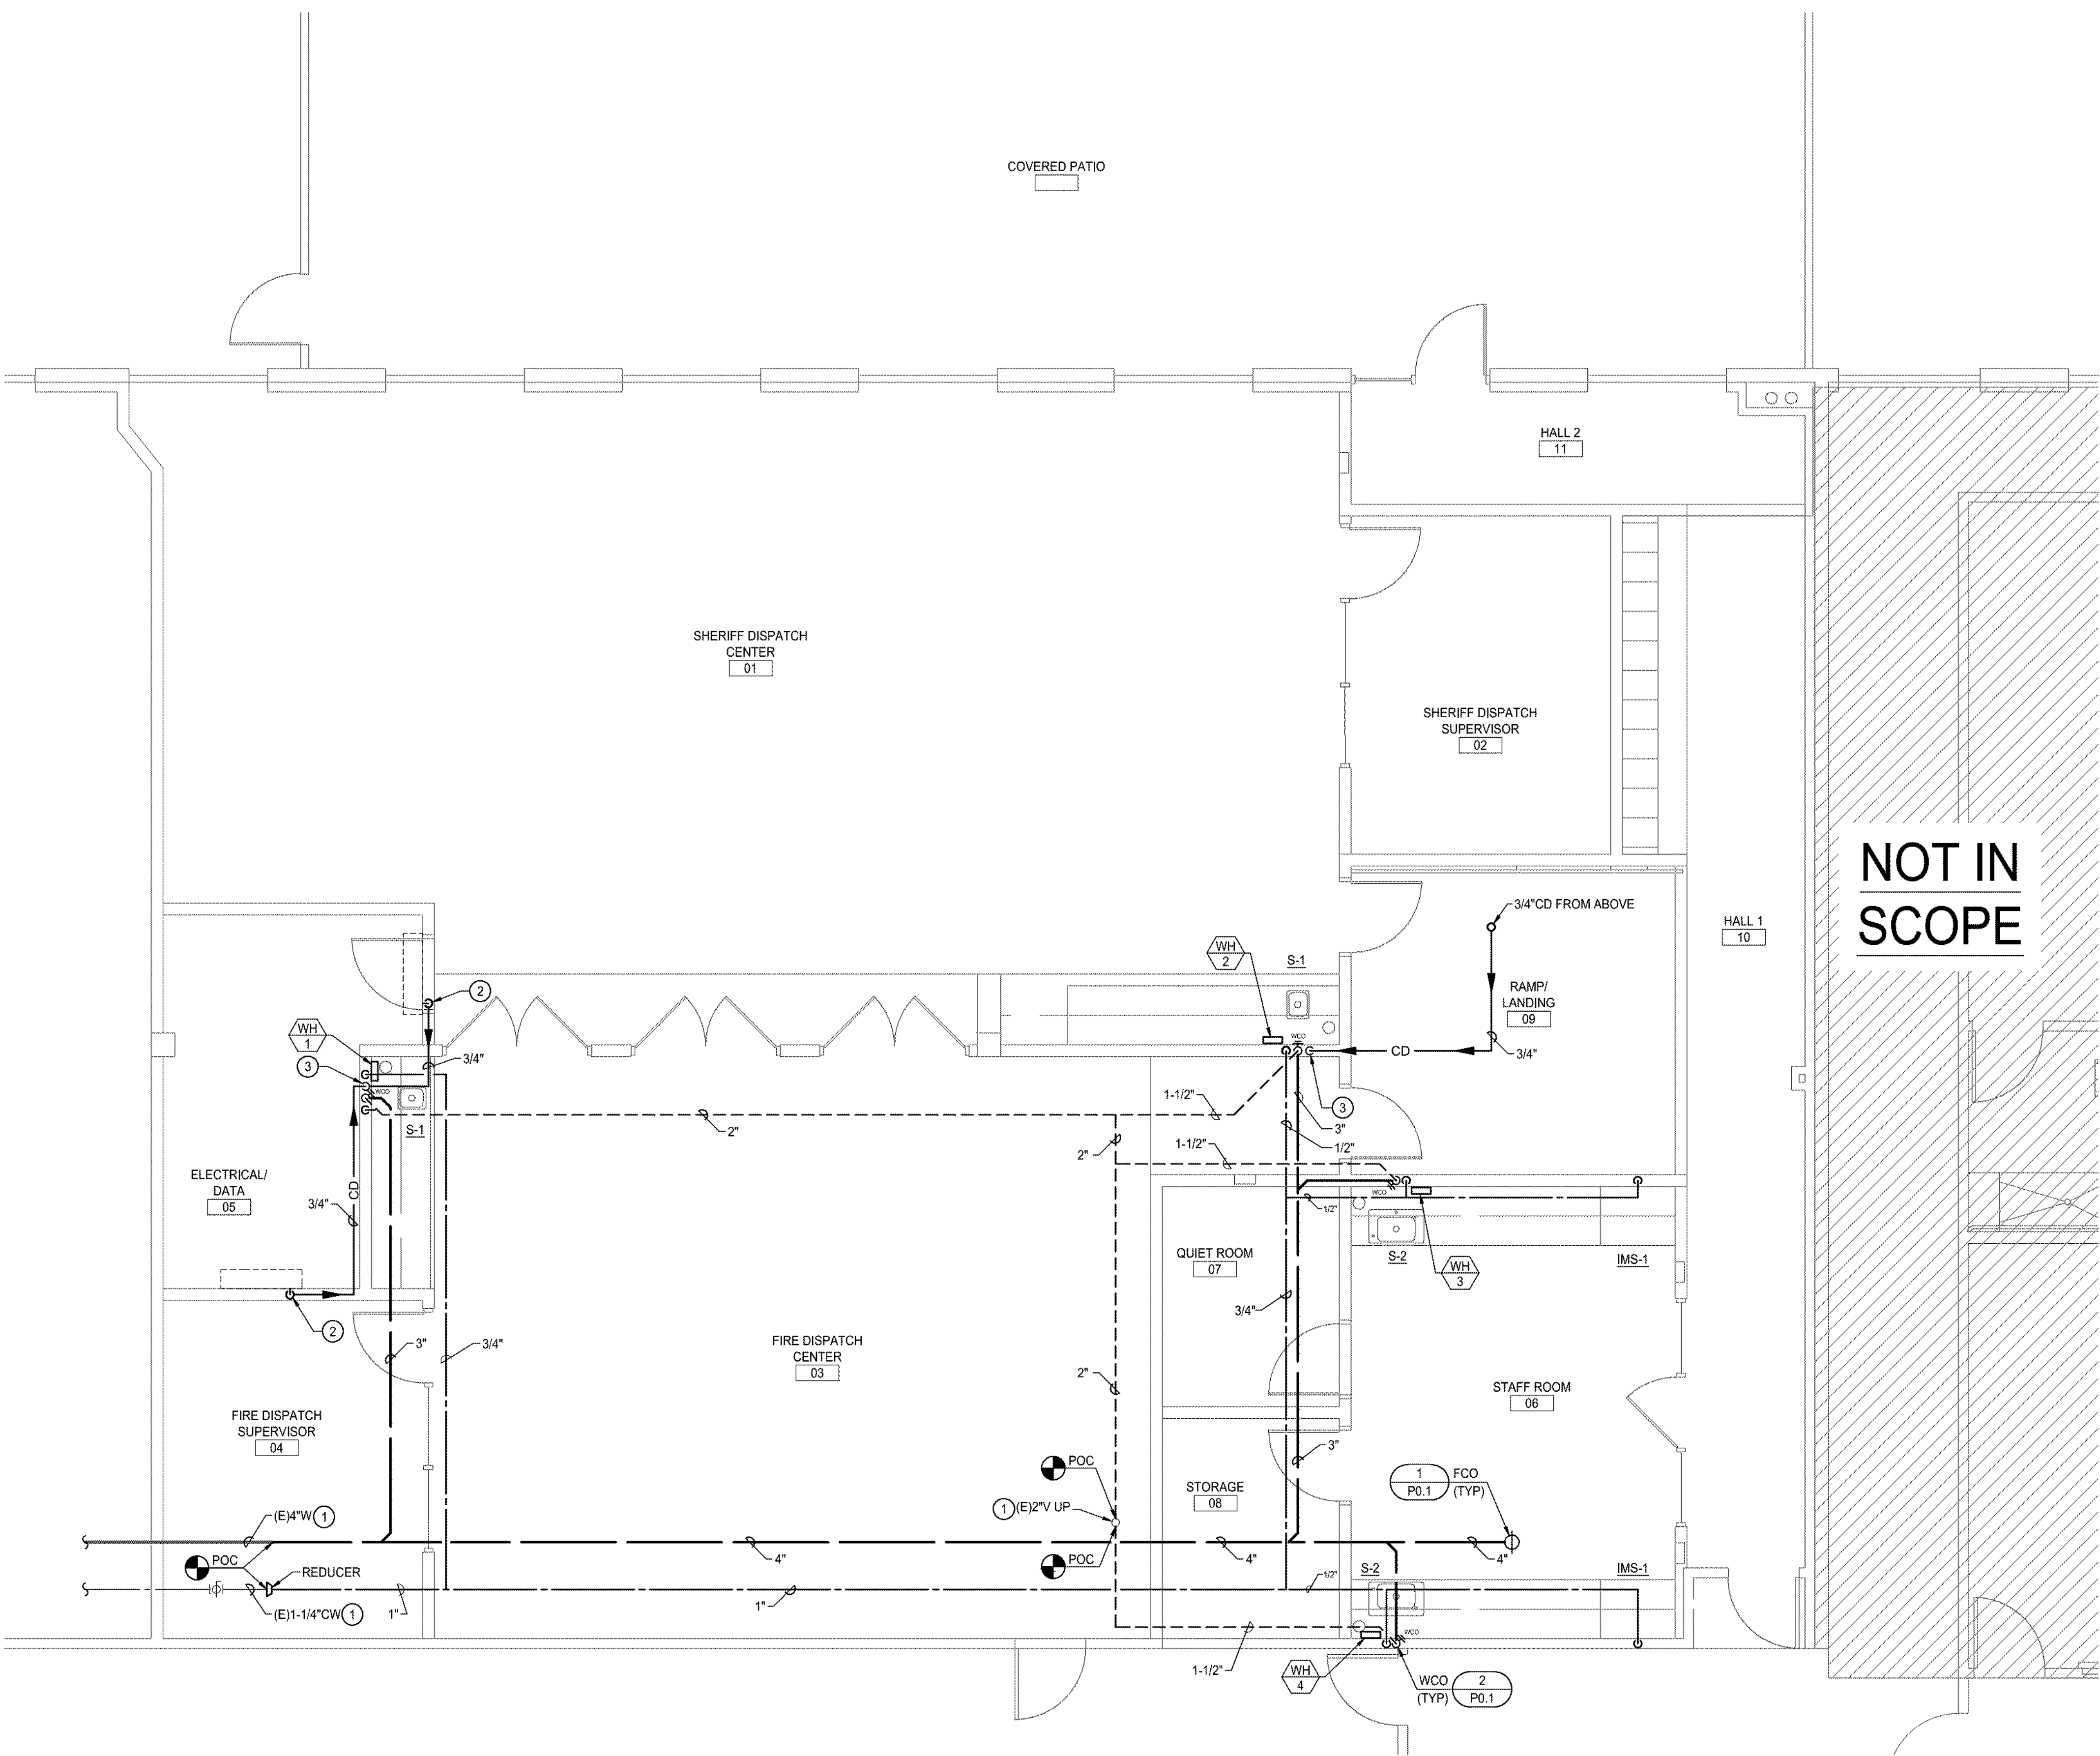 COVERED PATIO
HALL 2
11
SHERIFF DISPATCH
CENTER
01
SHERIFF DISPATCH
SUPERVISOR
02
NOT IN
SCOPE
3/4"CD FROM ABOVE
HALL 1
10
WH
2
S-1
2
RAMP/
LANDING
09
WH
1
WCO
3/4"
CD
3/4"
3
WCO
1-1/2"
3
S-1
2"
3"
2"
1-1/2"
1/2"
ELECTRICAL/
DATA
05
CD
3/4"
WCO
1/2"
QUIET ROOM
07
S-2
WH
3
IMS-1
3/4"
2
3"
3/4"
FIRE DISPATCH
CENTER
03
2"
STAFF ROOM
06
FIRE DISPATCH
SUPERVISOR
04
3"
POC
1
P0.1
FCO
(TYP)
STORAGE
08
1
(E)2"V UP
(E)4"W
1
POC
4"
POC
4"
4"
REDUCER
S-2
1/2"
IMS-1
(E)1-1/4"CW
1
1"
1"
WCO
1-1/2"
WH
4
WCO
(TYP)
2
P0.1